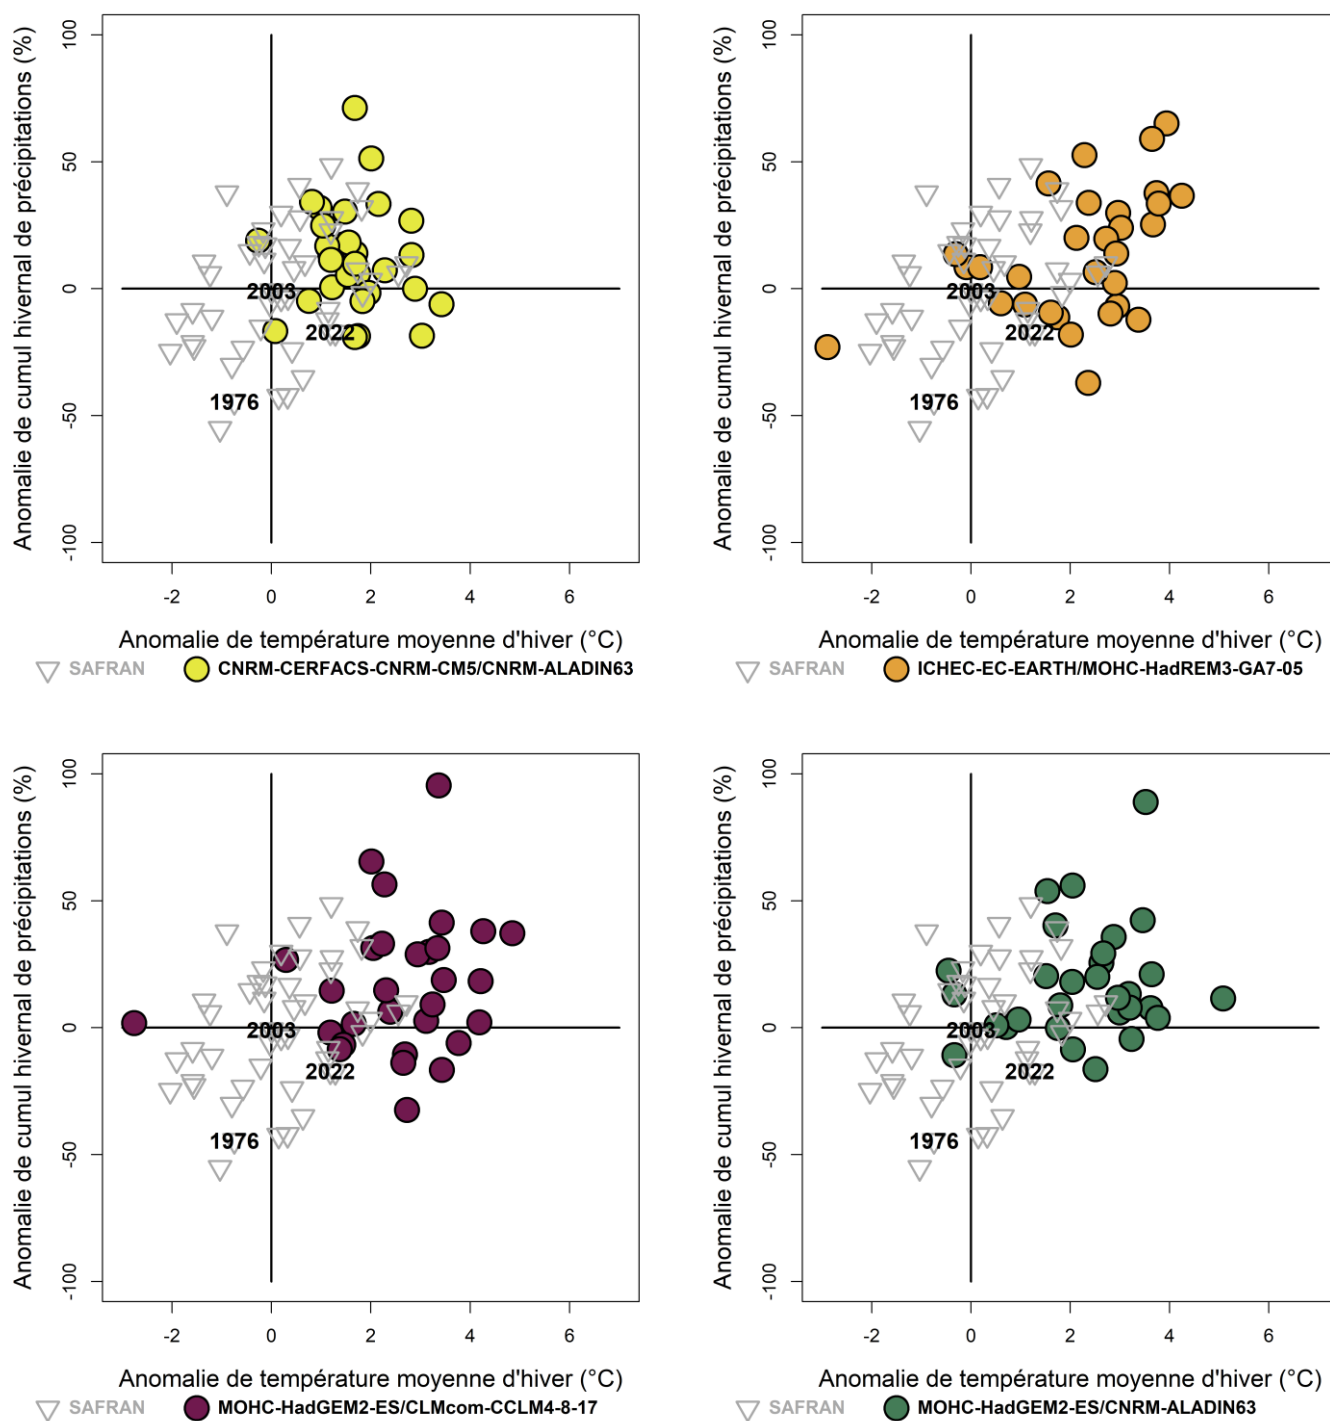 Anomalie de cumul hivernal de précipitations (%)
100
50
0
-50
-100
2003
2022
1976
-2 0 2 4 6
Anomalie de température moyenne d'hiver (°C)
SAFRAN CNRM-CERFACS-CNRM-CM5/CNRM-ALADIN63
Anomalie de cumul hivernal de précipitations (%)
100
50
0
-50
-100
2003
2022
1976
-2 0 2 4 6
Anomalie de température moyenne d'hiver (°C)
SAFRAN ICHEC-EC-EARTH/MOHC-HadREM3-GA7-05
Anomalie de cumul hivernal de précipitations (%)
100
50
0
-50
-100
2003
2022
1976
-2 0 2 4 6
Anomalie de température moyenne d'hiver (°C)
SAFRAN MOHC-HadGEM2-ES/CLMcom-CCLM4-8-17
Anomalie de cumul hivernal de précipitations (%)
100
50
0
-50
-100
2003
2022
1976
-2 0 2 4 6
Anomalie de température moyenne d'hiver (°C)
SAFRAN MOHC-HadGEM2-ES/CNRM-ALADIN63